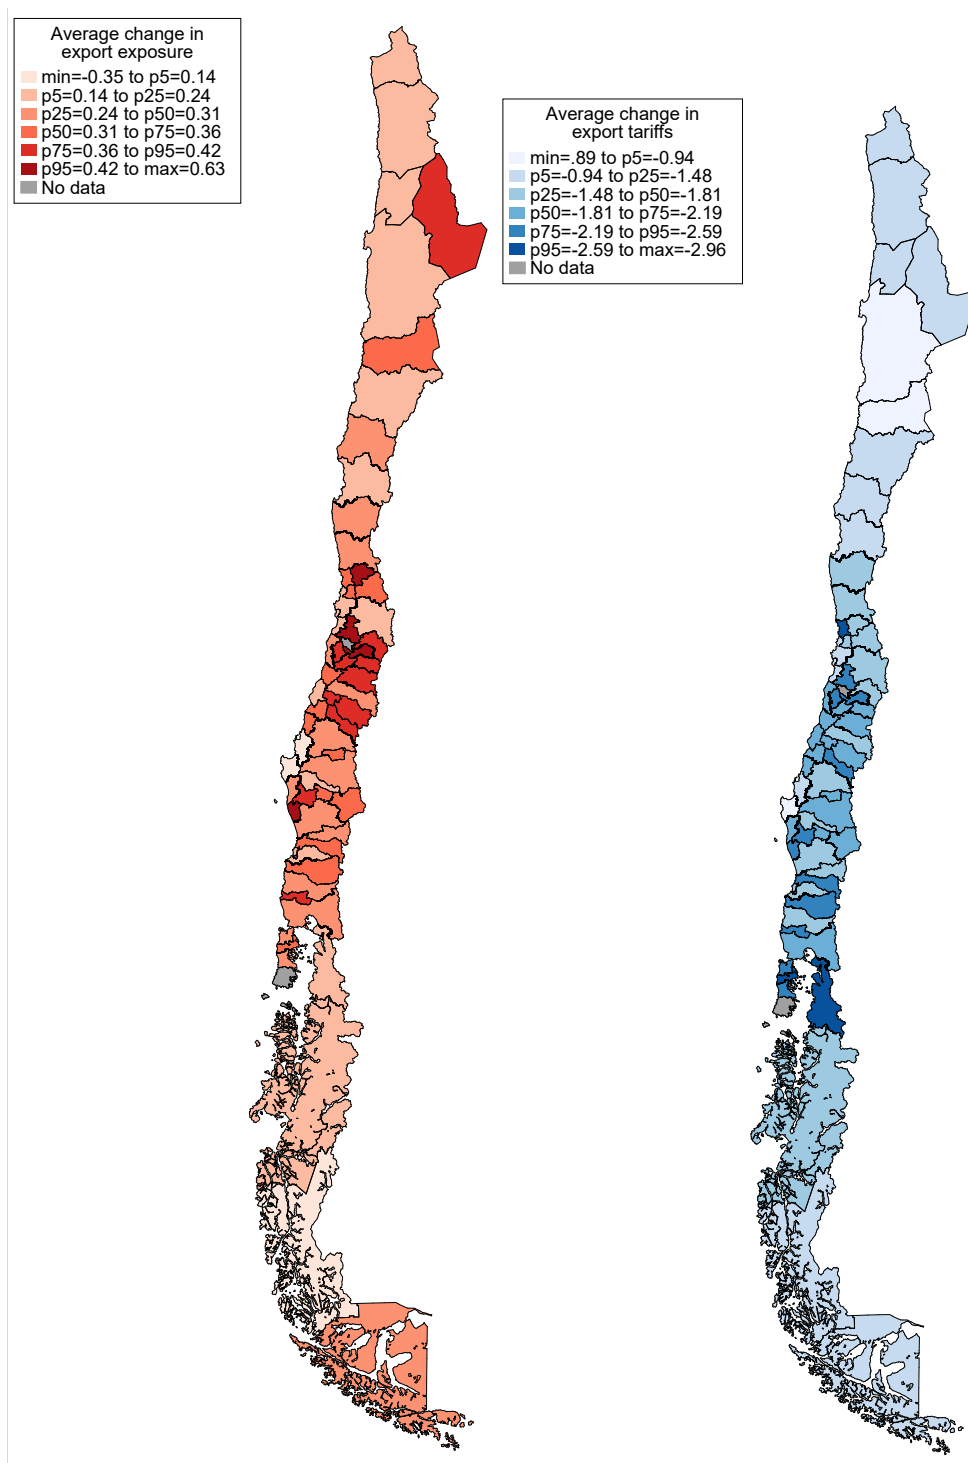 Average change in
export exposure
min=-0.35 to p5=0.14
p5=0.14 to p25=0.24
p25=0.24 to p50=0.31
p50=0.31 to p75=0.36
p75=0.36 to p95=0.42
p95=0.42 to max=0.63
No data
Average change in
export tariffs
min=.89 to p5=-0.94
p5=-0.94 to p25=-1.48
p25=-1.48 to p50=-1.81
p50=-1.81 to p75=-2.19
p75=-2.19 to p95=-2.59
p95=-2.59 to max=-2.96
No data